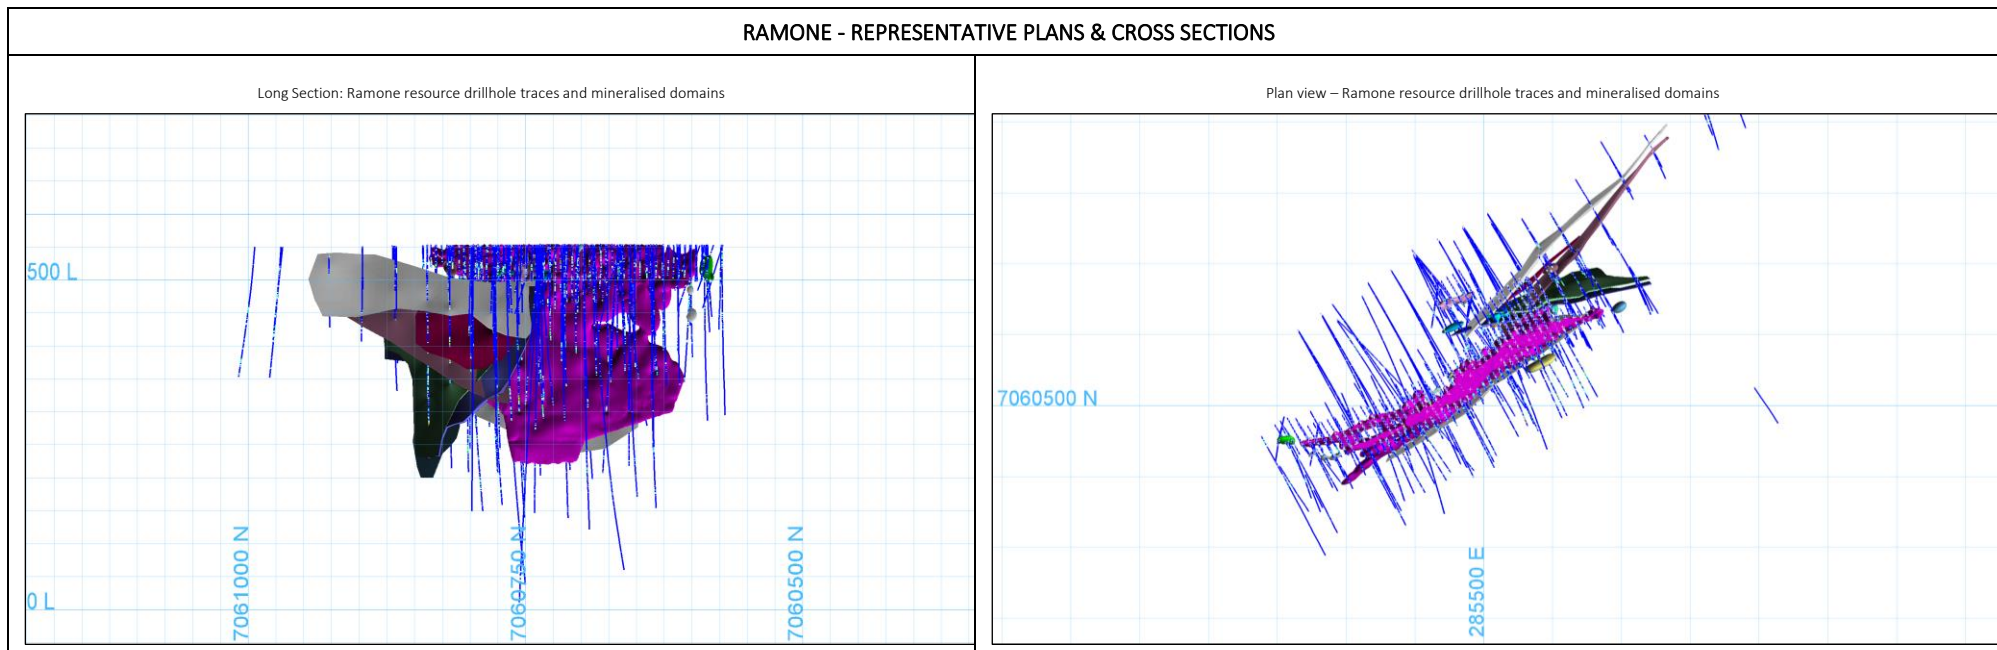 RAMONE - REPRESENTATIVE PLANS & CROSS SECTIONS
Long Section: Ramone resource drillhole traces and mineralised domains
500 L
0 L
7061000 N
7060750 N
7060500 N
Plan view – Ramone resource drillhole traces and mineralised domains
7060500 N
285500 E